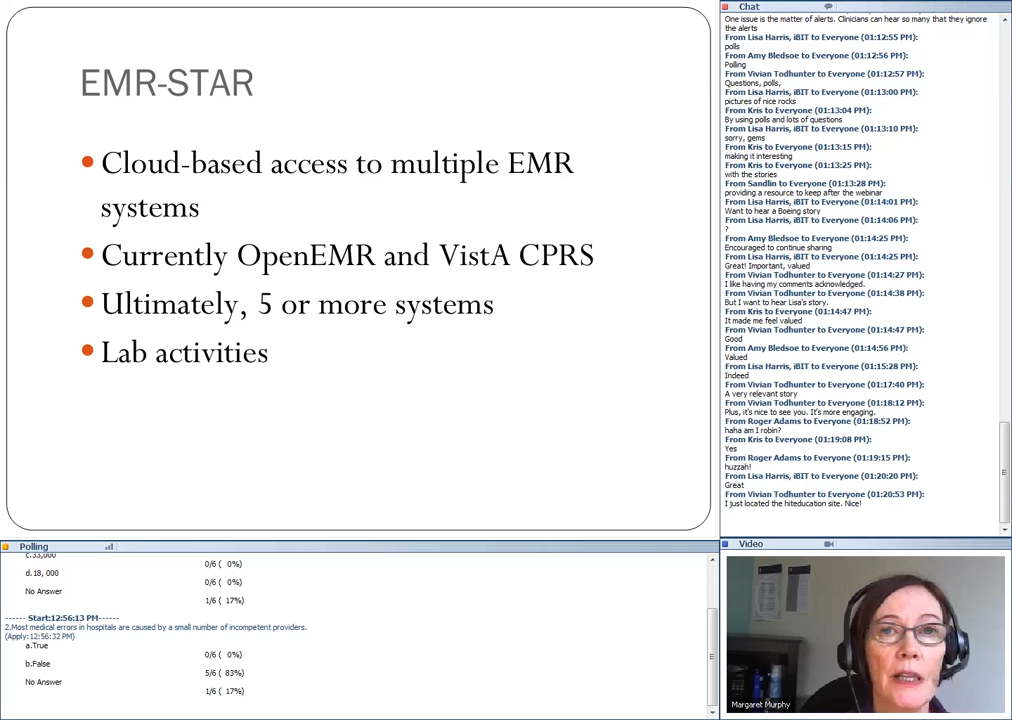 EMR-STAR
Cloud-based access to multiple EMR
systems
Currently OpenEMR and VistA CPRS
Ultimately, 5 or more systems
Lab activities
Chat
One issue is the matter of alerts. Clinicians can hear so many that they ignore
the alerts
From Lisa Harris, iBIT to Everyone (01:12:55 PM):
polls
From Amy Bledsoe to Everyone (01:12:56 PM):
Polling
From Vivian Todhunter to Everyone (01:12:57 PM):
Questions, polls,
From Lisa Harris, iBIT to Everyone (01:13:00 PM):
pictures of nice rocks
From Kris to Everyone (01:13:04 PM):
By using polls and lots of questions
From Lisa Harris, iBIT to Everyone (01:13:10 PM):
sorry, gems
From Kris to Everyone (01:13:15 PM):
making it interesting
From Kris to Everyone (01:13:25 PM):
with the stories
From Sandlin to Everyone (01:13:28 PM):
providing a resource to keep after the webinar
From Lisa Harris, iBIT to Everyone (01:14:01 PM):
Want to hear a Boeing story
From Lisa Harris, iBIT to Everyone (01:14:06 PM):
?
From Amy Bledsoe to Everyone (01:14:25 PM):
Encouraged to continue sharing
From Lisa Harris, iBIT to Everyone (01:14:25 PM):
Great! Important, valued
From Vivian Todhunter to Everyone (01:14:27 PM):
I like having my comments acknowledged.
From Vivian Todhunter to Everyone (01:14:38 PM):
But I want to hear Lisa's story.
From Kris to Everyone (01:14:47 PM):
It made me feel valued
From Vivian Todhunter to Everyone (01:14:47 PM):
Good
From Amy Bledsoe to Everyone (01:14:56 PM):
Valued
From Lisa Harris, iBIT to Everyone (01:15:28 PM):
Indeed
From Vivian Todhunter to Everyone (01:17:40 PM):
A very relevant story
From Vivian Todhunter to Everyone (01:18:12 PM):
Plus, it's nice to see you. It's more engaging.
From Roger Adams to Everyone (01:18:52 PM):
haha am I robin?
From Kris to Everyone (01:19:08 PM):
Yes
From Roger Adams to Everyone (01:19:15 PM):
huzzah!
From Lisa Harris, iBIT to Everyone (01:20:20 PM):
Great
From Vivian Todhunter to Everyone (01:20:53 PM):
I just located the hiteducation site. Nice!
Polling
c.33,000
0/6 ( 0%)
d.18, 000
0/6 ( 0%)
No Answer
1/6 ( 17%)
------ Start:12:56:13 PM------
2.Most medical errors in hospitals are caused by a small number of incompetent providers.
(Apply:12:56:32 PM)
a.True
0/6 ( 0%)
b.False
5/6 ( 83%)
No Answer
1/6 ( 17%)
Video
Margaret Murphy